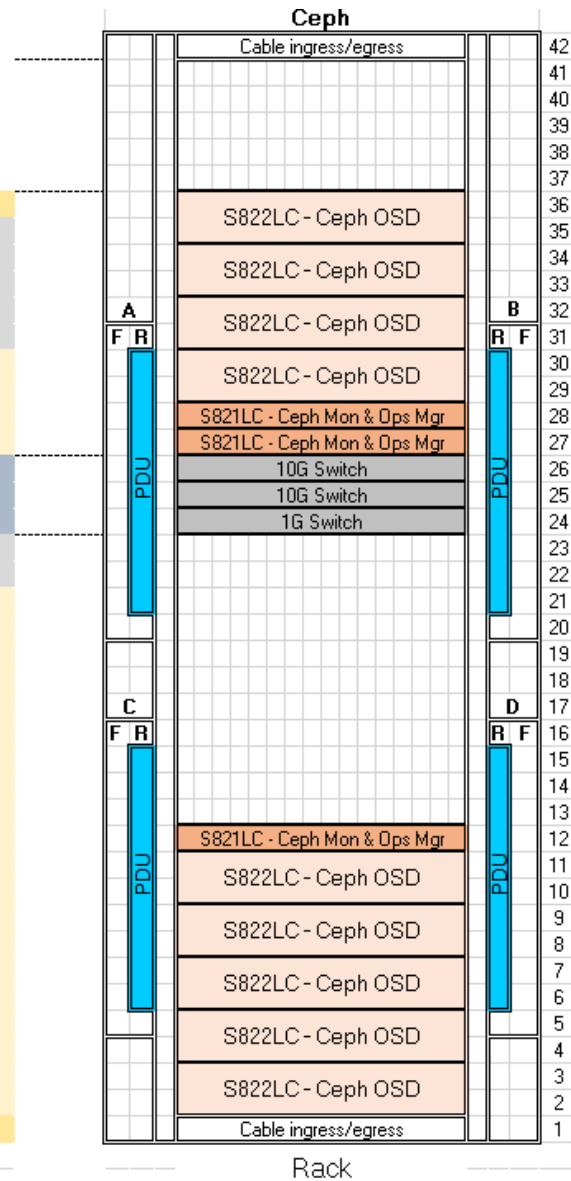 Ceph
Cable ingress/egress 42
41
40
39
38
37
S822LC - Ceph OSD 36
35
S822LC - Ceph OSD 34
33
A S822LC - Ceph OSD B 32
F R R F 31
S822LC - Ceph OSD 30
29
S821LC - Ceph Mon & Ops Mgr 28
S821LC - Ceph Mon & Ops Mgr 27
PDU 10G Switch PDU 26
10G Switch 25
1G Switch 24
23
22
21
20
19
18
C D 17
F R R F 16
15
14
13
S821LC - Ceph Mon & Ops Mgr 12
PDU S822LC - Ceph OSD PDU 11
10
S822LC - Ceph OSD 9
8
S822LC - Ceph OSD 7
6
S822LC - Ceph OSD 5
4
S822LC - Ceph OSD 3
2
Cable ingress/egress 1
Rack